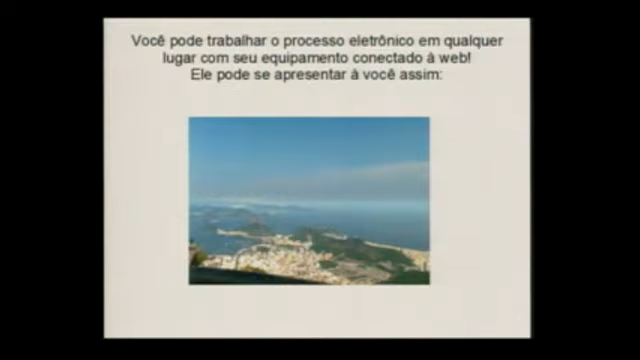 Você pode trabalhar o processo eletrônico em qualquer
lugar com seu equipamento conectado à web!
Ele pode se apresentar à você assim: